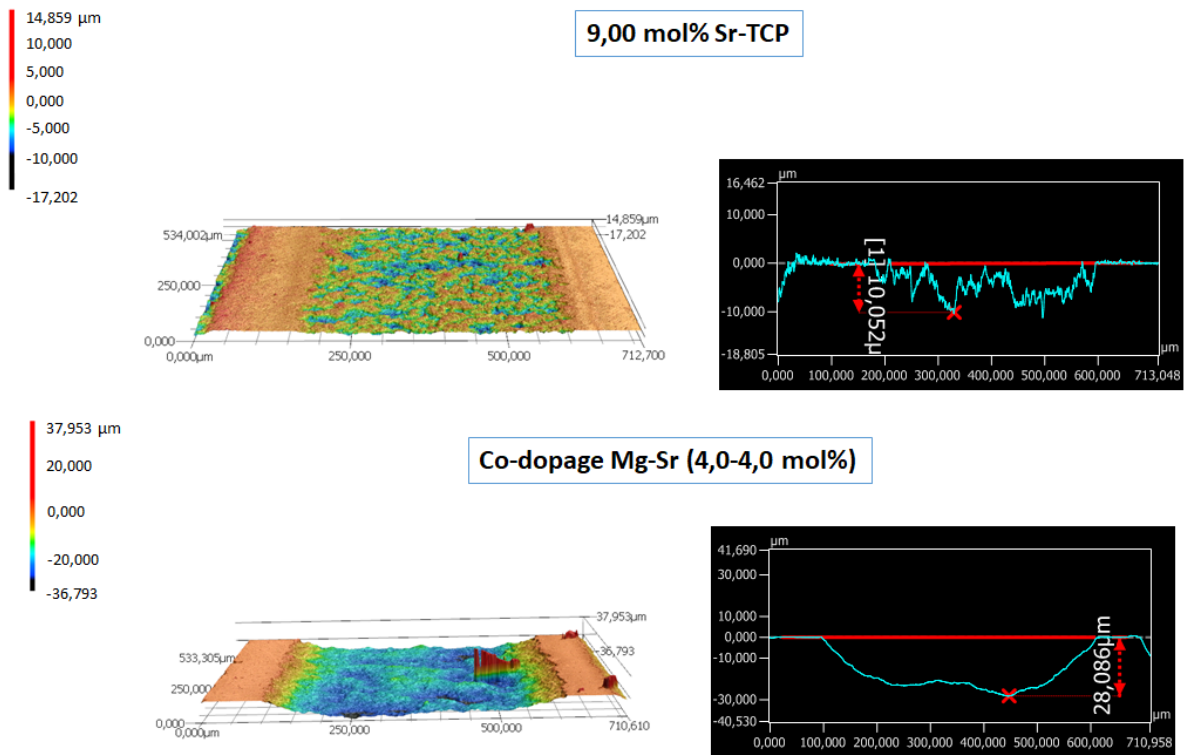 14,859 µm
10,000
5,000
0,000
-5,000
-10,000
-17,202
9,00 mol% Sr-TCP
534,002µm
250,000
0,000
0,000µm
250,000
500,000
712,700
14,859µm
-17,202
µm
16,462
10,000
0,000
-10,000
-18,805
[1] 10,052µ
µm
0,000 100,000 200,000 300,000 400,000 500,000 600,000 713,048
37,953 µm
20,000
0,000
-20,000
-36,793
Co-dopage Mg-Sr (4,0-4,0 mol%)
533,305µm
250,000
0,000
0,000µm
250,000
500,000
710,610
37,953µm
-36,793
µm
41,690
30,000
10,000
0,000
-10,000
-30,000
-40,530
28,086µm
µm
0,000 100,000 200,000 300,000 400,000 500,000 600,000 710,958